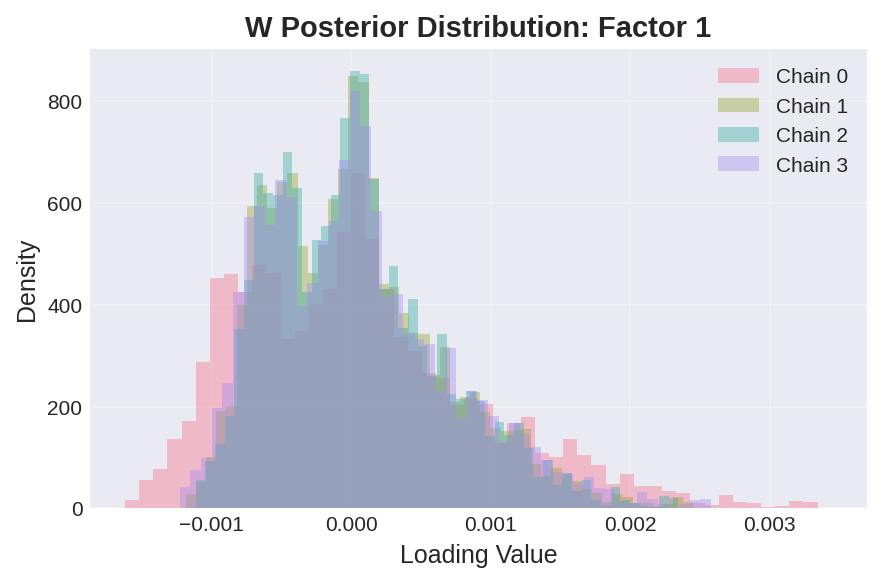 W Posterior Distribution: Factor 1
Chain 0
Chain 1
Chain 2
Chain 3
Density
800
600
400
200
0
−0.001
0.000
0.001
0.002
0.003
Loading Value